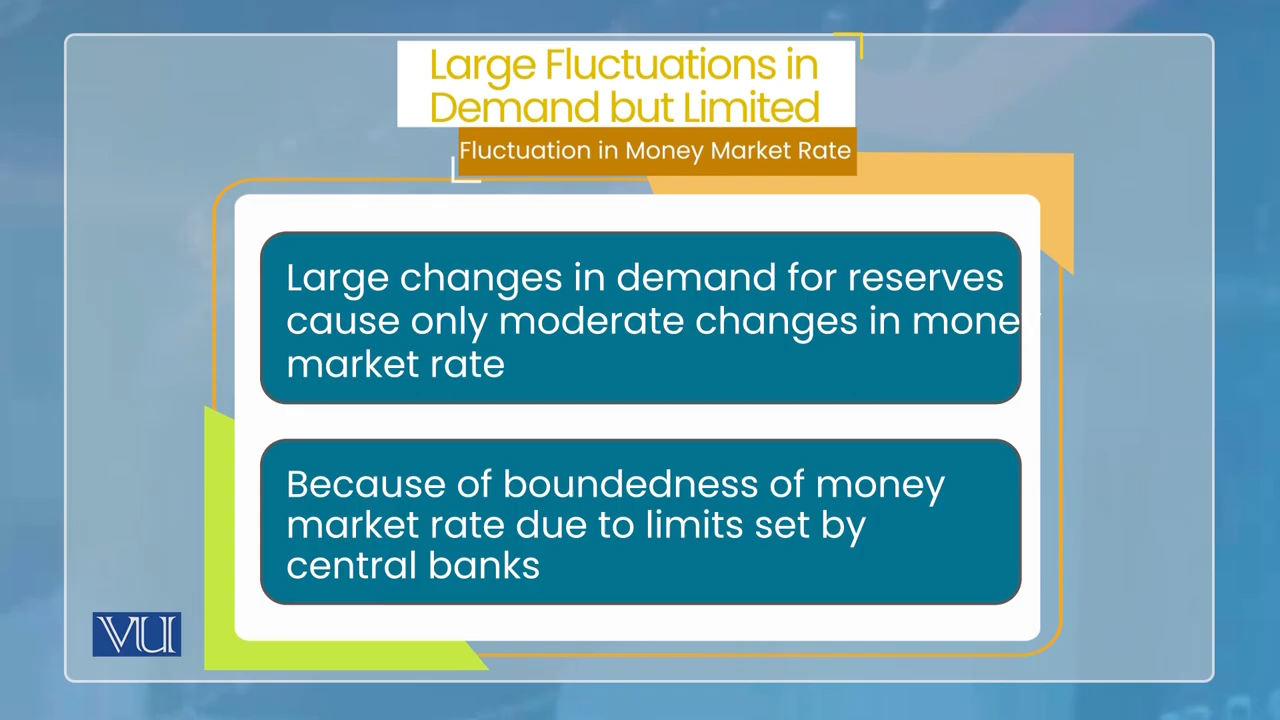 Large Fluctuations in
Demand but Limited
Fluctuation in Money Market Rate
Large changes in demand for reserves
cause only moderate changes in money
market rate
Because of boundedness of money
market rate due to limits set by
central banks
VU